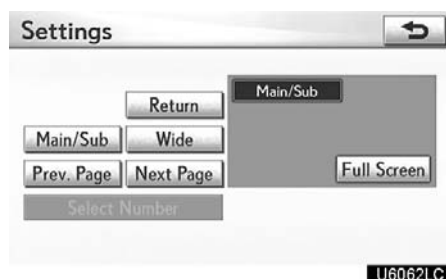 Settings
Return
Main/Sub
Main/Sub
Wide
Prev. Page
Next Page
Full Screen
Select Number
U6062LC